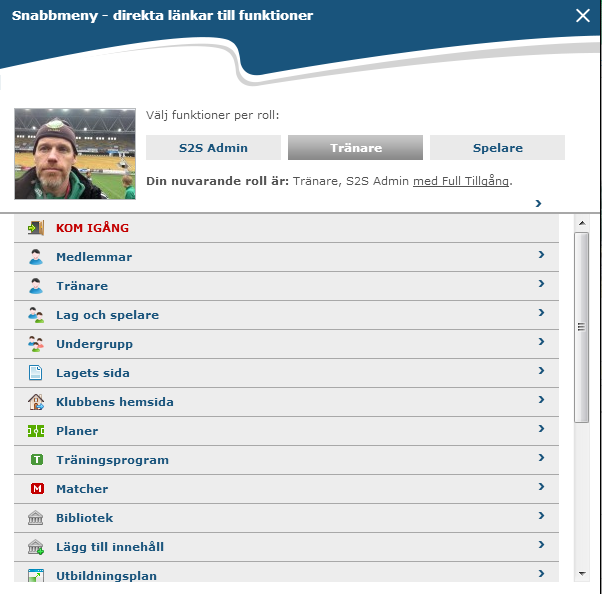 Snabbmeny - direkta länkar till funktioner
Välj funktioner per roll:
S2S Admin Tränare Spelare
Din nuvarande roll är: Tränare, S2S Admin med Full Tillgång.
KOM IGÅNG
Medlemmar
Tränare
Lag och spelare
Undergrupp
Lagets sida
Klubbens hemsida
Planer
T Träningsprogram
M Matcher
Bibliotek
Lägg till innehåll
Utbildningsplan